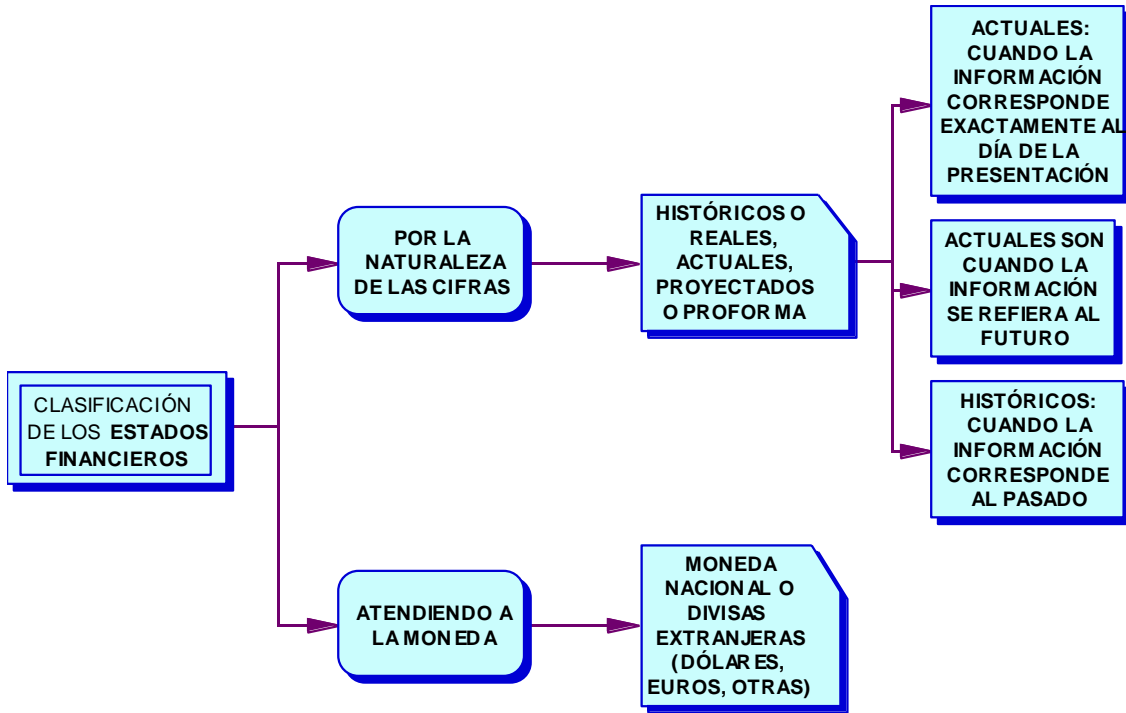 CLASIFICACIÓN
DE LOS ESTADOS
FINANCIEROS
POR LA
NATURALEZA
DE LAS CIFRAS
HISTÓRICOS O
REALES,
ACTUALES,
PROYECTADOS
O PROFORMA
ACTUALES:
CUANDO LA
INFORMACIÓN
CORRESPONDE
EXACTAMENTE AL
DÍA DE LA
PRESENTACIÓN
ACTUALES SON
CUANDO LA
INFORMACIÓN
SE REFIERA AL
FUTURO
HISTÓRICOS:
CUANDO LA
INFORMACIÓN
CORRESPONDE
AL PASADO
ATENDIENDO A
LA MONEDA
MONEDA
NACIONAL O
DIVISAS
EXTRANJERAS
(DÓLARES,
EUROS, OTRAS)